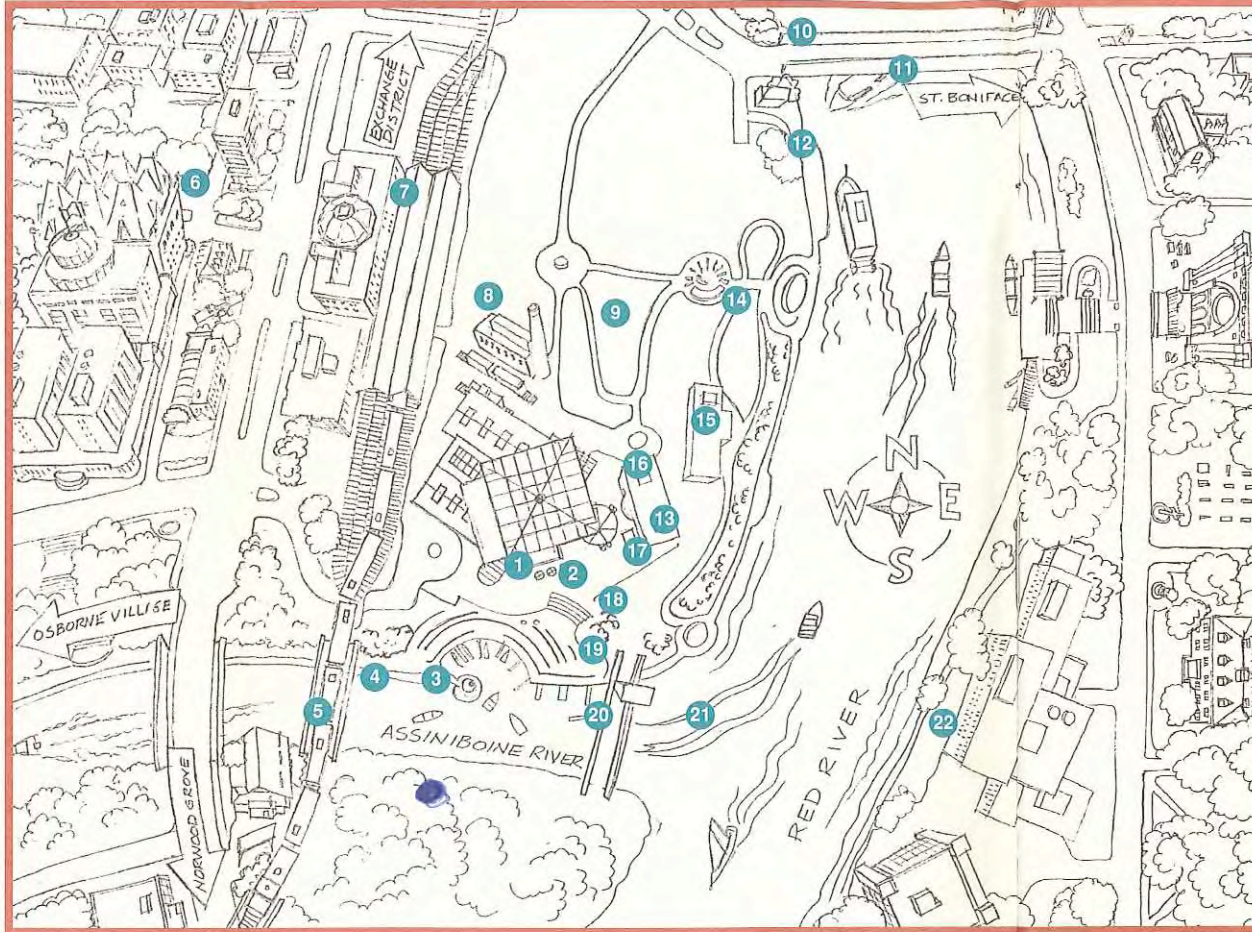 10
11
EXCHANGE
DISTRICT
ST. BONIFACE
12
6
7
8
9
14
15
N
16
W E
13
17
1
2
S
18
OSBORNE VILLISE
19
4
3
5
20
21
22
ASSINIBOINE RIVER
RED RIVER
NORWOOD GROVE